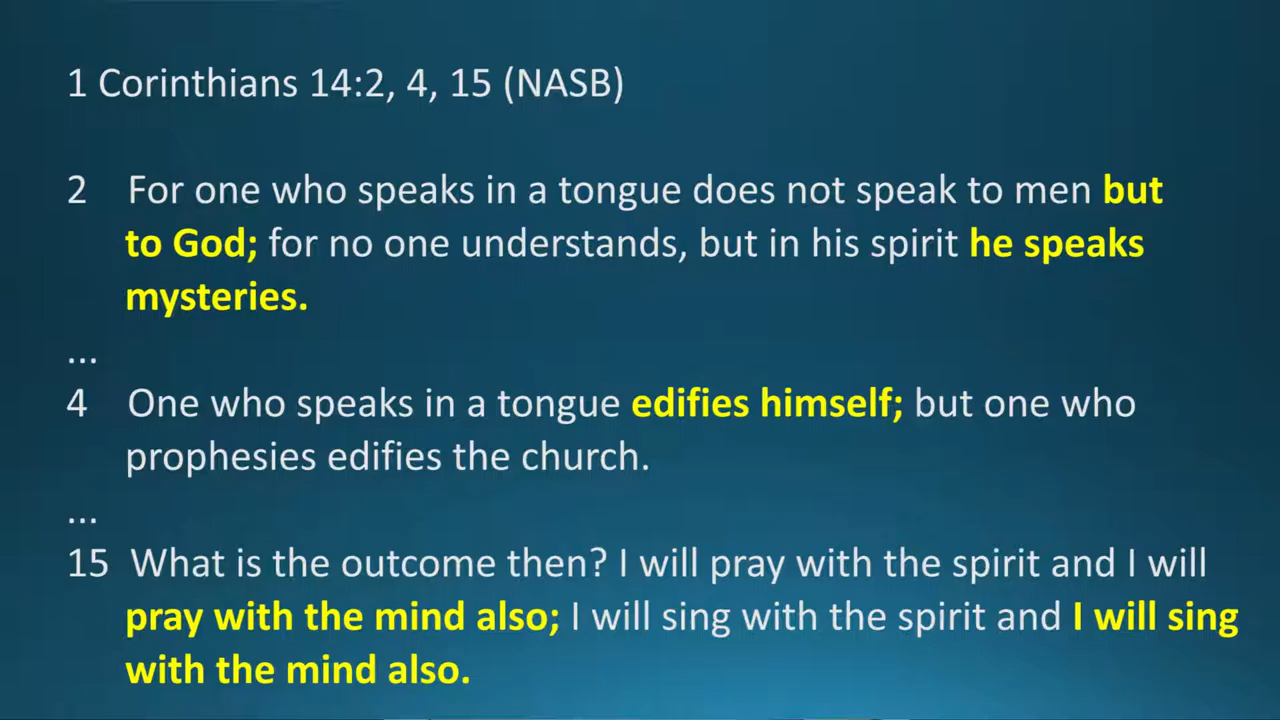 1 Corinthians 14:2, 4, 15 (NASB)
2 For one who speaks in a tongue does not speak to men but
to God; for no one understands, but in his spirit he speaks
mysteries.
...
4 One who speaks in a tongue edifies himself; but one who
prophesies edifies the church.
...
15 What is the outcome then? I will pray with the spirit and I will
pray with the mind also; I will sing with the spirit and I will sing
with the mind also.